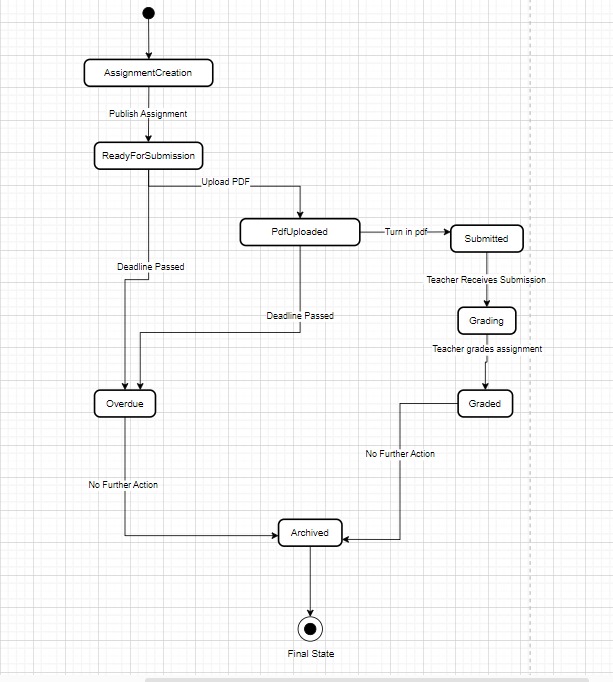 AssignmentCreation
Publish Assignment
ReadyForSubmission
Upload PDF
PdfUploaded
Turn in pdf
Submitted
Deadline Passed
Teacher Receives Submission
Deadline Passed
Grading
Teacher grades assignment
Overdue
Graded
No Further Action
No Further Action
Archived
Final State